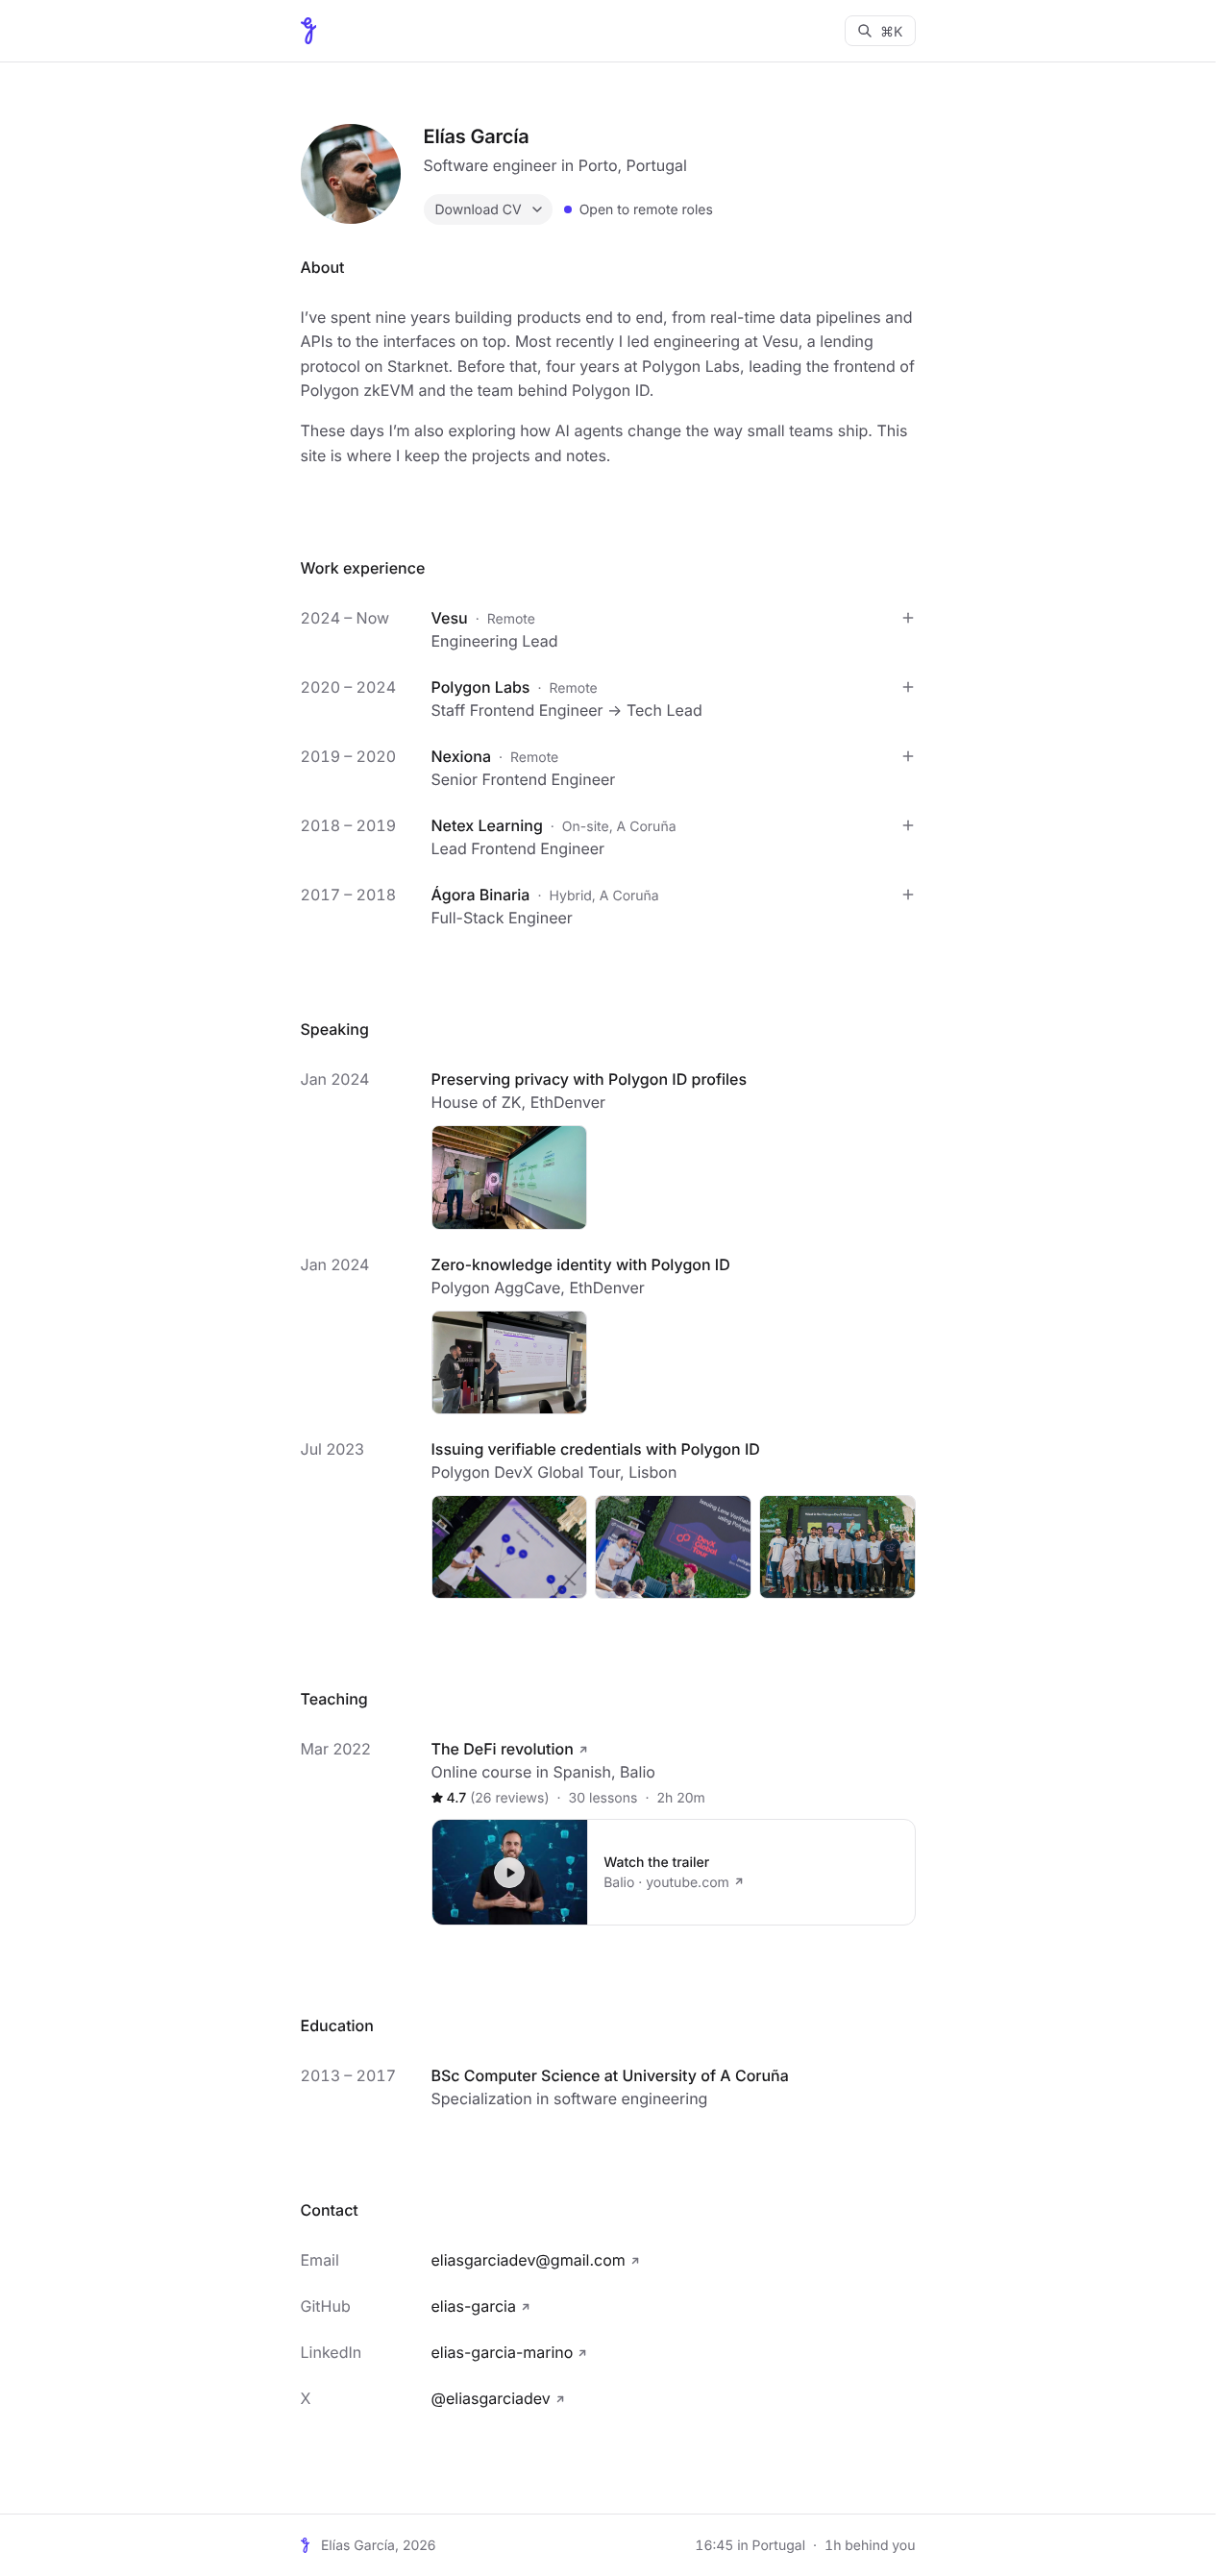 ⌘K
Elías García
Software engineer in Porto, Portugal
Download CV
Open to remote roles
About
I’ve spent nine years building products end to end, from real-time data pipelines and
APIs to the interfaces on top. Most recently I led engineering at Vesu, a lending
protocol on Starknet. Before that, four years at Polygon Labs, leading the frontend of
Polygon zkEVM and the team behind Polygon ID.
These days I’m also exploring how AI agents change the way small teams ship. This
site is where I keep the projects and notes.
Work experience
2024 – Now Vesu · Remote
Engineering Lead
2020 – 2024 Polygon Labs · Remote
Staff Frontend Engineer → Tech Lead
2019 – 2020 Nexiona · Remote
Senior Frontend Engineer
2018 – 2019 Netex Learning · On-site, A Coruña
Lead Frontend Engineer
2017 – 2018 Ágora Binaria · Hybrid, A Coruña
Full-Stack Engineer
Speaking
Jan 2024 Preserving privacy with Polygon ID profiles
House of ZK, EthDenver
Jan 2024 Zero-knowledge identity with Polygon ID
Polygon AggCave, EthDenver
Jul 2023 Issuing verifiable credentials with Polygon ID
Polygon DevX Global Tour, Lisbon
DevX
Global
Tour
Teaching
Mar 2022 The DeFi revolution ↗
Online course in Spanish, Balio
★ 4.7 (26 reviews) · 30 lessons · 2h 20m
Watch the trailer
Balio · youtube.com ↗
Education
2013 – 2017 BSc Computer Science at University of A Coruña
Specialization in software engineering
Contact
Email eliasgarciadev@gmail.com ↗
GitHub elias-garcia ↗
LinkedIn elias-garcia-marino ↗
X @eliasgarciadev ↗
Elías García, 2026
16:45 in Portugal · 1h behind you